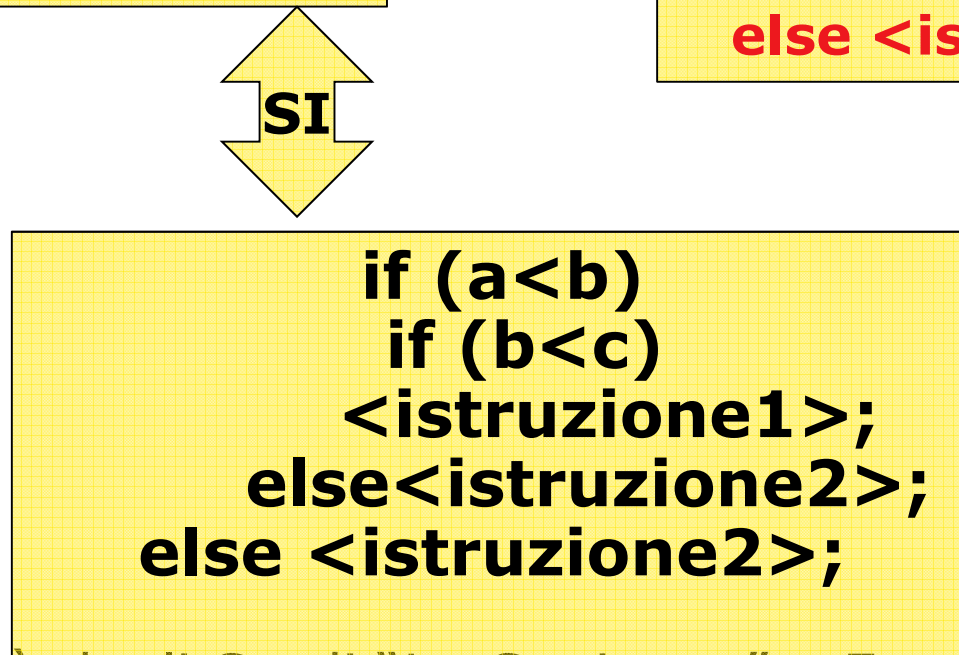 else <is
SI
if (a<b)
if (b<c)
<istruzione1>;
else<istruzione2>;
else <istruzione2>;